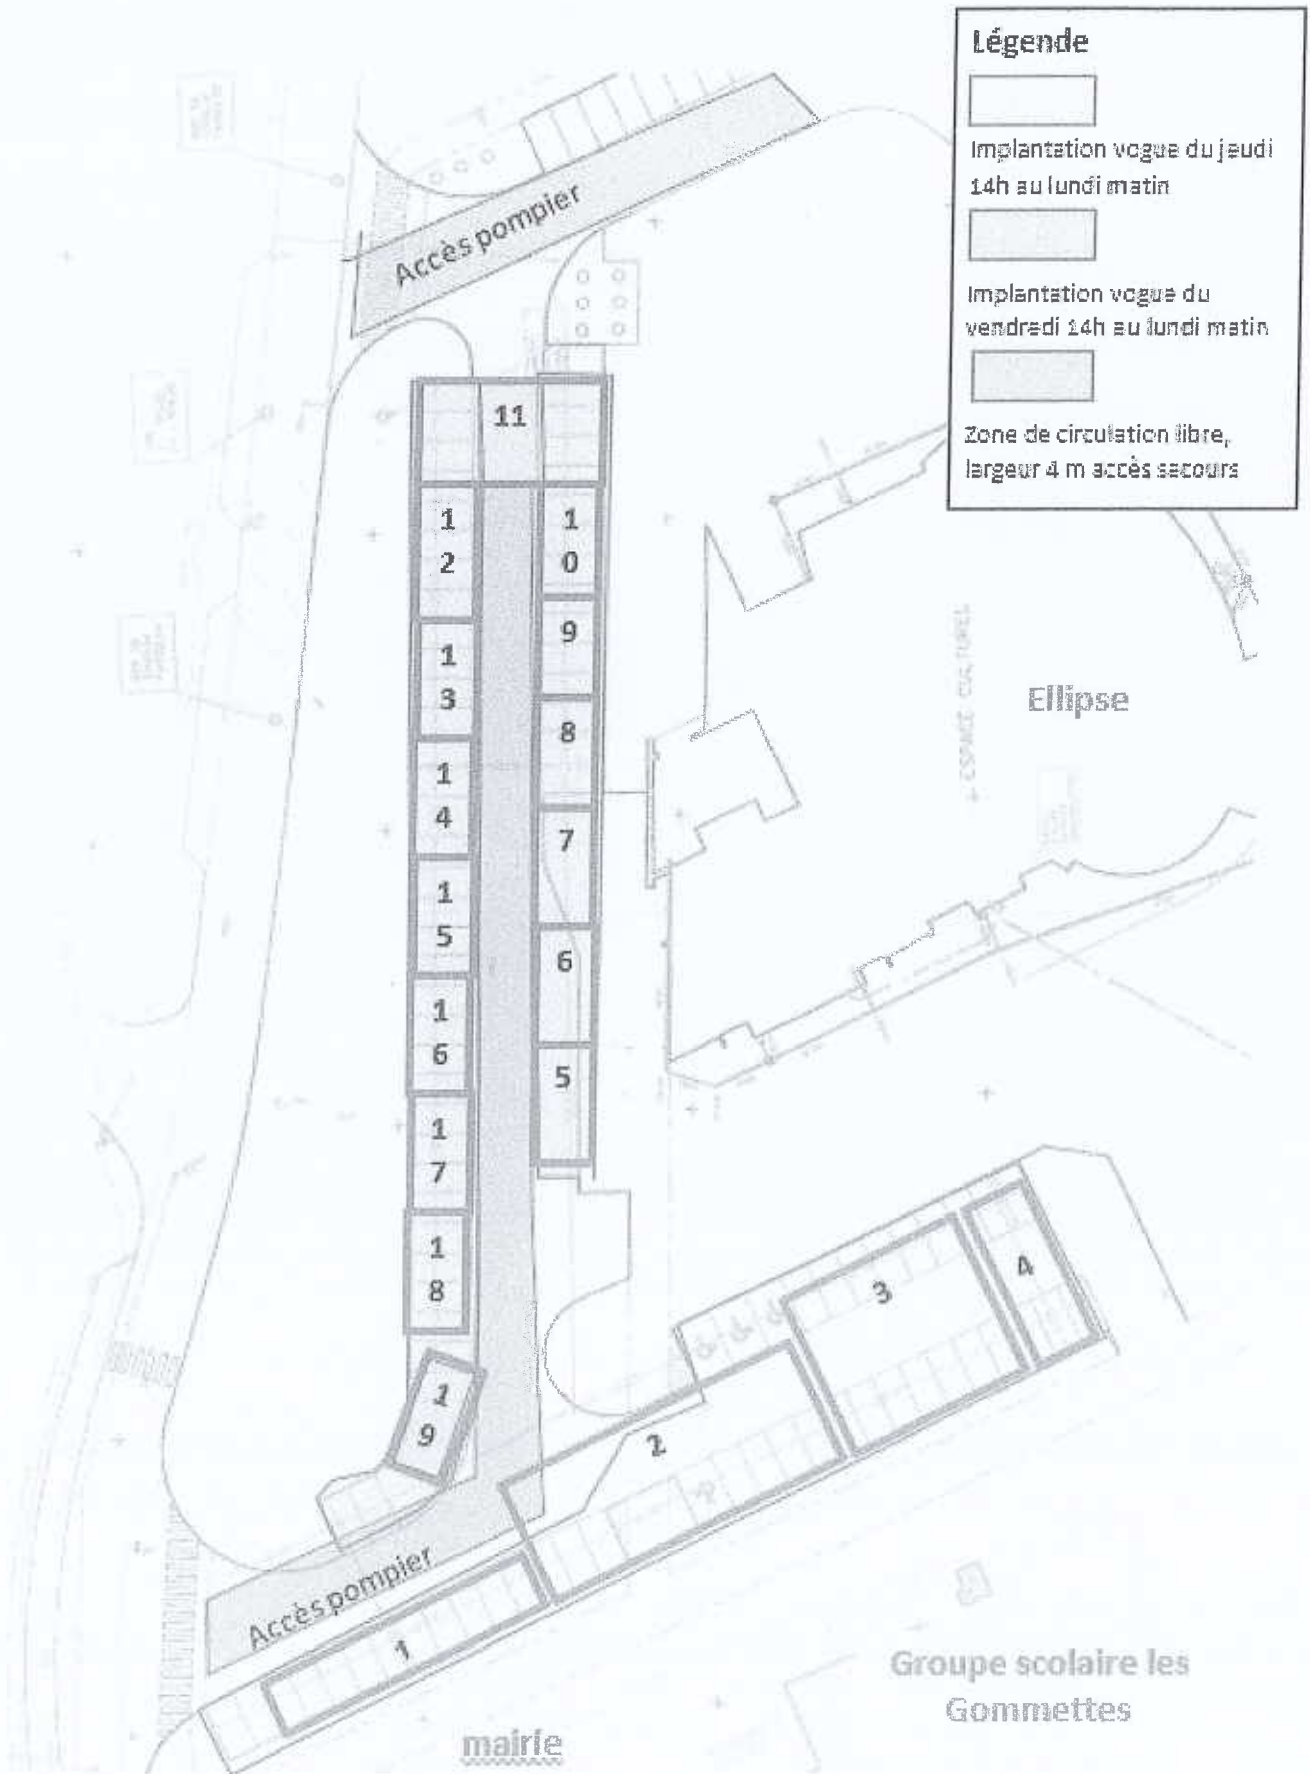 Légende
Implantation vogue du jeudi
14h au lundi matin
Implantation vogue du
vendredi 14h au lundi matin
Zone de circulation libre,
largeur 4 m accès secours
Accès pompier
11
1
2
1
0
1
3
9
8
1
4
7
1
5
6
1
6
5
1
7
1
8
1
9
ESPACE CULTUREL
Ellipse
4
3
2
Accès pompier
1
Groupe scolaire les
Gommettes
mairie